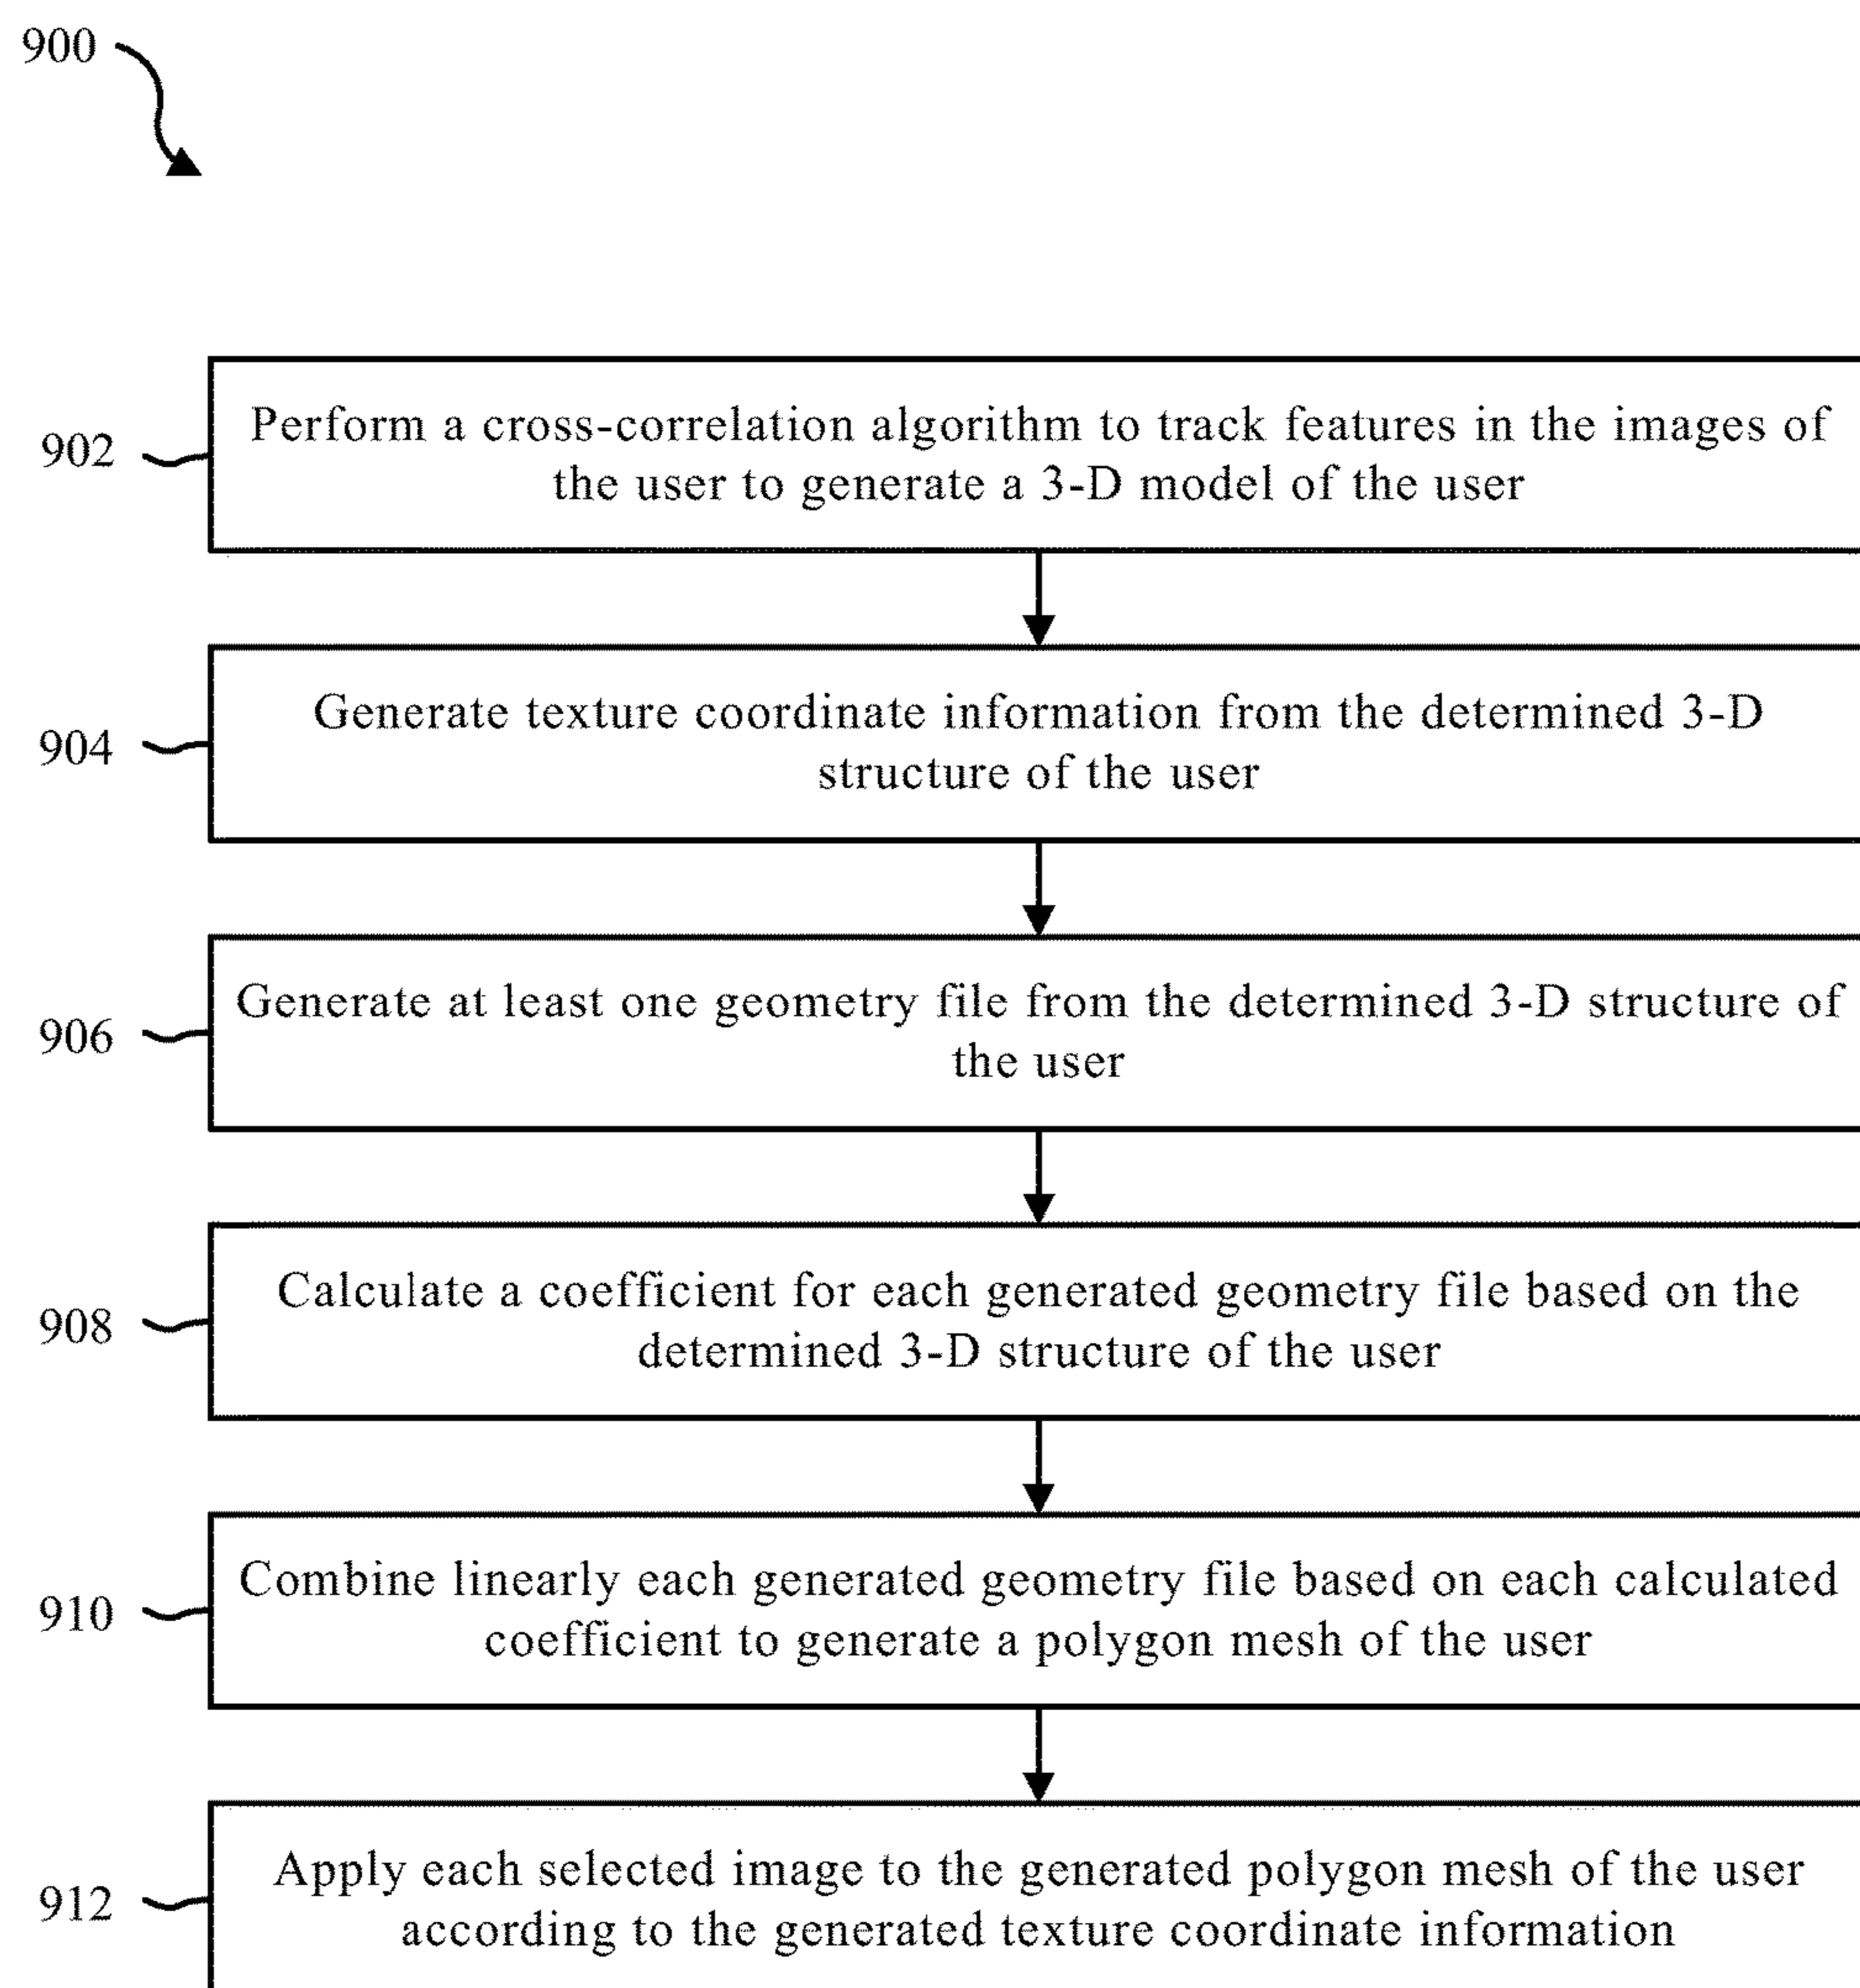 900
902
Perform a cross-correlation algorithm to track features in the images of
the user to generate a 3-D model of the user
904
Generate texture coordinate information from the determined 3-D
structure of the user
906
Generate at least one geometry file from the determined 3-D structure of
the user
908
Calculate a coefficient for each generated geometry file based on the
determined 3-D structure of the user
910
Combine linearly each generated geometry file based on each calculated
coefficient to generate a polygon mesh of the user
912
Apply each selected image to the generated polygon mesh of the user
according to the generated texture coordinate information